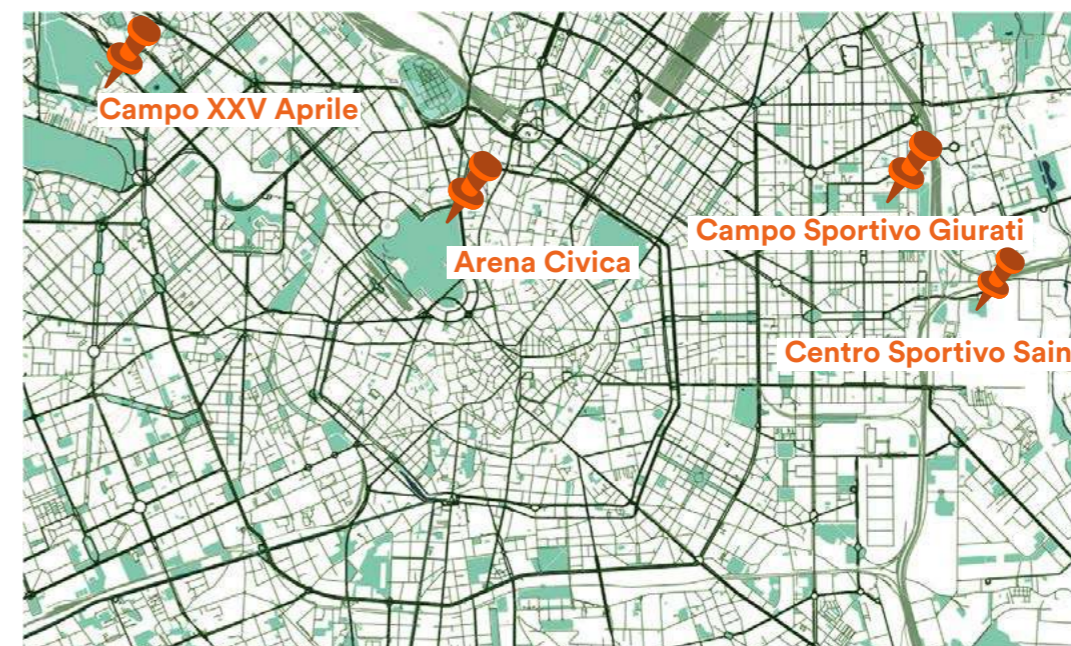 Campo XXV Aprile
Campo Sportivo Giurati
Arena Civica
Centro Sportivo Sain